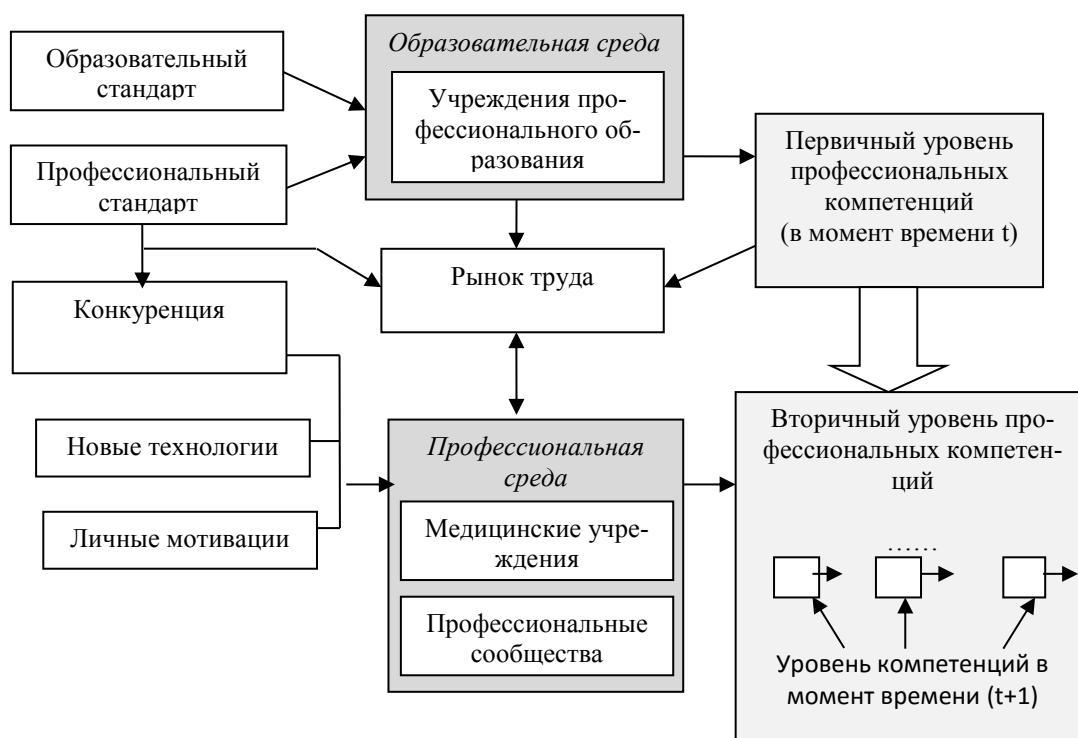 Образовательный
стандарт
Профессиональный
стандарт
Образовательная среда
Учреждения про-
фессионального об-
разования
Первичный уровень
профессиональных
компетенций
(в момент времени t)
Рынок труда
Конкуренция
Новые технологии
Личные мотивации
Профессиональная
среда
Медицинские учре-
ждения
Профессиональные
сообщества
Вторичный уровень про-
фессиональных компетен-
ций
……
Уровень компетенций в
момент времени (t+1)